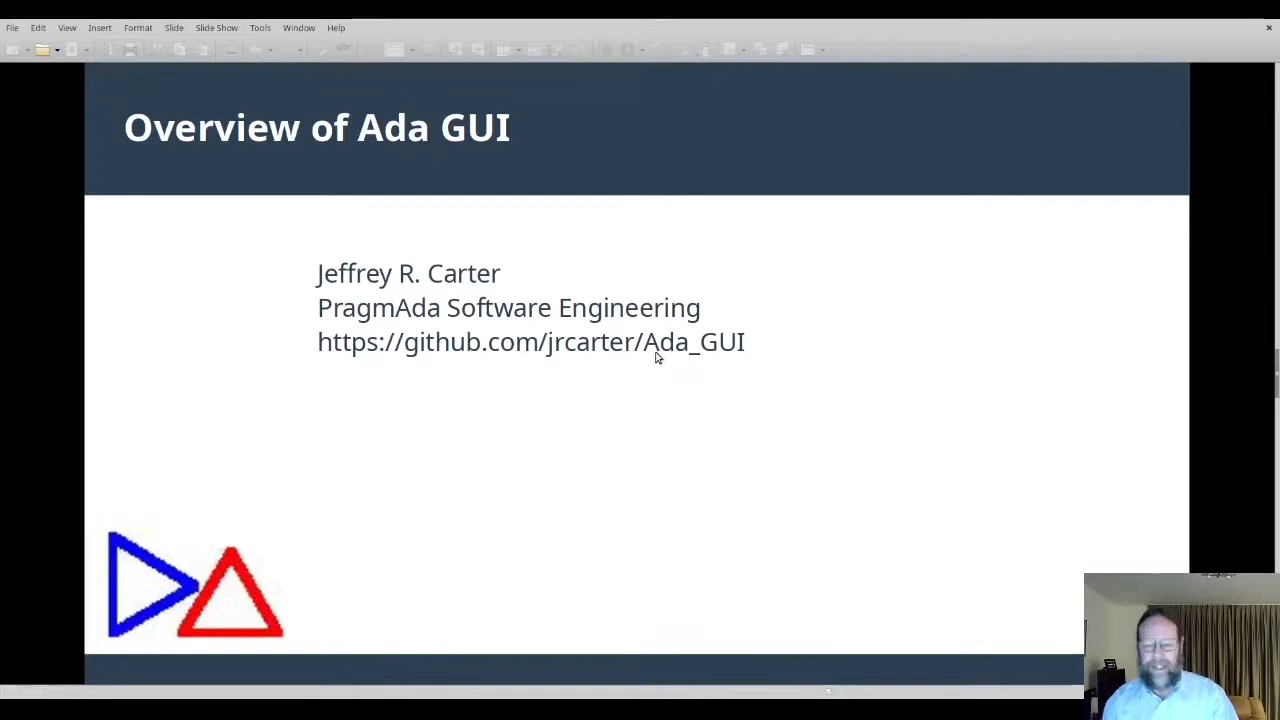 File Edit View Insert Format Slide Slide Show Tools Window Help
Overview of Ada GUI
Jeffrey R. Carter
PragmAda Software Engineering
https://github.com/jrcarter/Ada_GUI